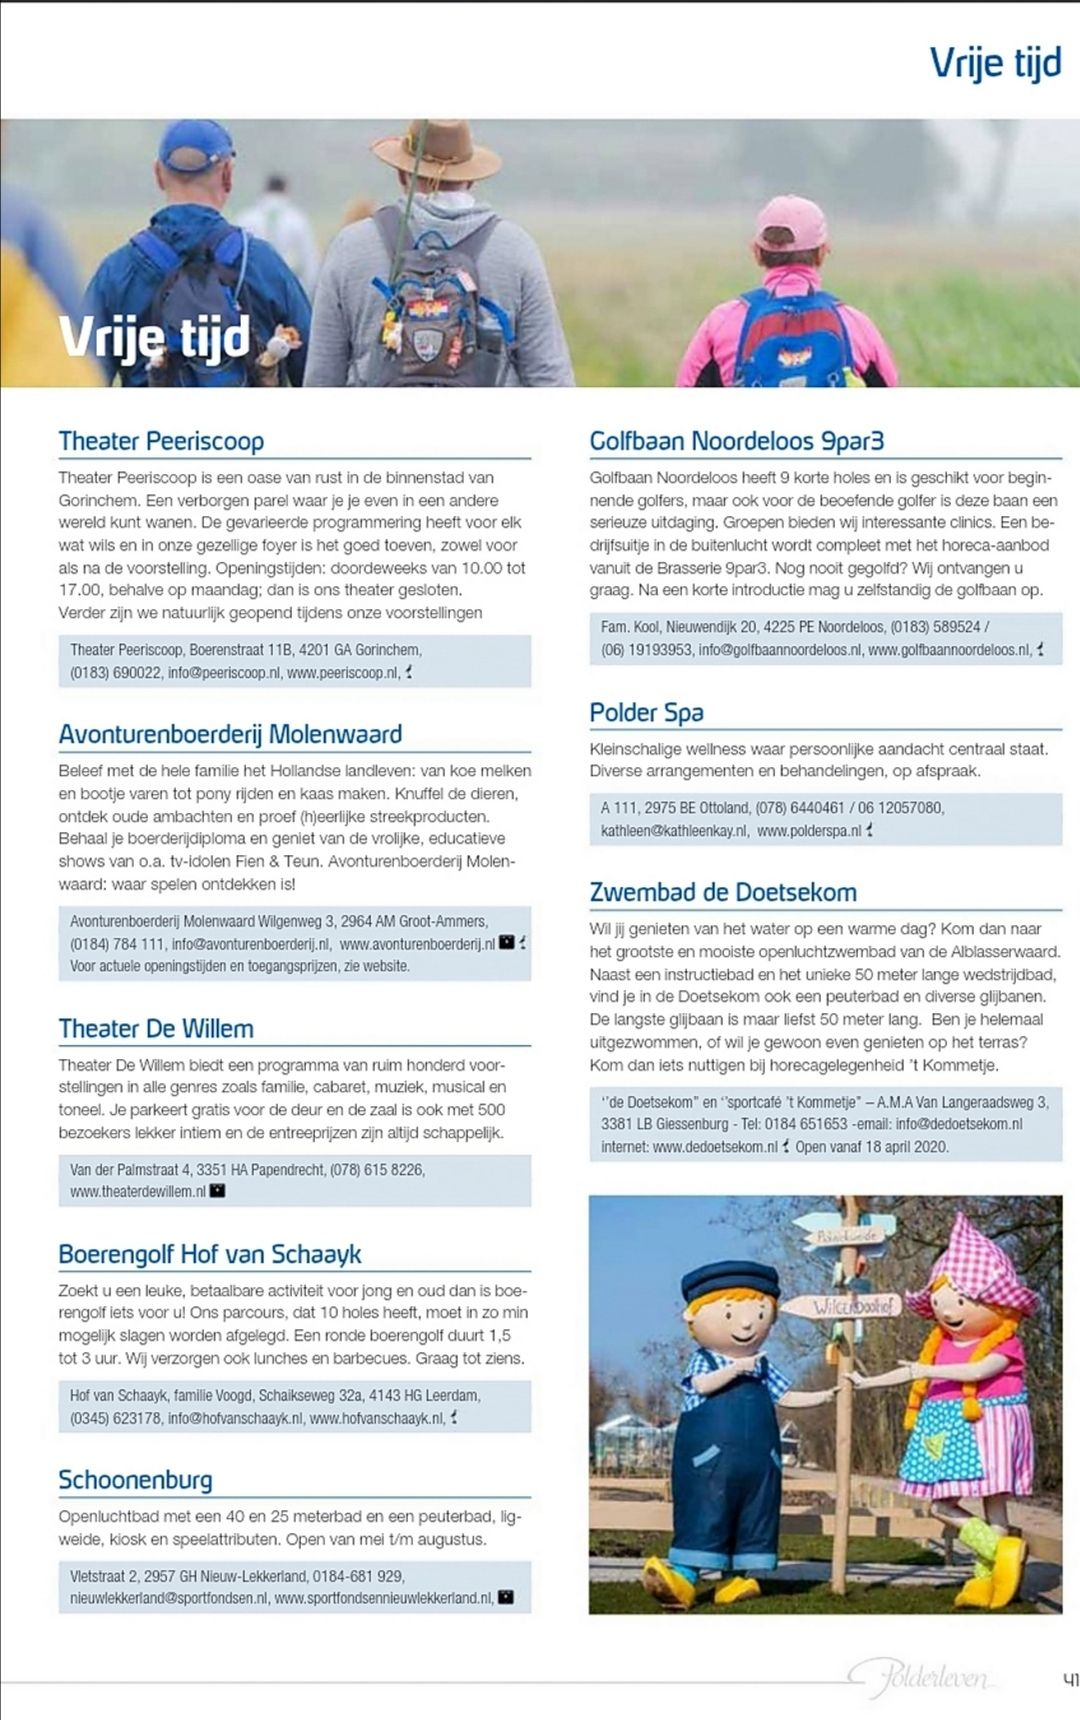 Vrije tijd
Vrije tijd
Theater Peeriscoop
Theater Peeriscoop is een oase van rust in de binnenstad van
Gorinchem. Een verborgen parel waar je je even in een andere
wereld kunt wanen. De gevarieerde programmering heeft voor elk
wat wils en in onze gezellige foyer is het goed toeven, zowel voor
als na de voorstelling. Openingstijden: doordeweeks van 10.00 tot
17.00, behalve op maandag; dan is ons theater gesloten.
Verder zijn we natuurlijk geopend tijdens onze voorstellingen
Theater Peeriscoop, Boerenstraat 11B, 4201 GA Gorinchem,
(0183) 690022, info@peeriscoop.nl, www.peeriscoop.nl,
Avonturenboerderij Molenwaard
Beleef met de hele familie het Hollandse landleven: van koe melken
en bootje varen tot pony rijden en kaas maken. Knuffel de dieren,
ontdek oude ambachten en proef (h)eerlijke streekproducten.
Behaal je boerderijdiploma en geniet van de vrolijke, educatieve
shows van o.a. tv-idolen Fien & Teun. Avonturenboerderij Molen-
waard: waar spelen ontdekken is!
Avonturenboerderij Molenwaard Wilgenweg 3, 2964 AM Groot-Ammers,
(0184) 784 111, info@avonturenboerderij.nl, www.avonturenboerderij.nl
Voor actuele openingstijden en toegangsprijzen, zie website.
Theater De Willem
Theater De Willem biedt een programma van ruim honderd voor-
stellingen in alle genres zoals familie, cabaret, muziek, musical en
toneel. Je parkeert gratis voor de deur en de zaal is ook met 500
bezoekers lekker intiem en de entreeprijzen zijn altijd schappelijk.
Van der Palmstraat 4, 3351 HA Papendrecht, (078) 615 8226,
www.theaterdewillem.nl
Boerengolf Hof van Schaayk
Zoekt u een leuke, betaalbare activiteit voor jong en oud dan is boe-
rengolf iets voor u! Ons parcours, dat 10 holes heeft, moet in zo min
mogelijk slagen worden afgelegd. Een ronde boerengolf duurt 1,5
tot 3 uur. Wij verzorgen ook lunches en barbecues. Graag tot ziens.
Hof van Schaayk, familie Voogd, Schaikseweg 32a, 4143 HG Leerdam,
(0345) 623178, info@hofvanschaayk.nl, www.hofvanschaayk.nl,
Schoonenburg
Openluchtbad met een 40 en 25 meterbad en een peuterbad, lig-
weide, kiosk en speelattributen. Open van mei t/m augustus.
Vletstraat 2, 2957 GH Nieuw-Lekkerland, 0184-681 929,
nieuwlekkerland@sportfondsen.nl, www.sportfondsennieuwlekkerland.nl,
Golfbaan Noordeloos 9par3
Golfbaan Noordeloos heeft 9 korte holes en is geschikt voor begin-
nende golfers, maar ook voor de beoefende golfer is deze baan een
serieuze uitdaging. Groepen bieden wij interessante clinics. Een be-
drijfsuitje in de buitenlucht wordt compleet met het horeca-aanbod
vanuit de Brasserie 9par3. Nog nooit gegolfd? Wij ontvangen u
graag. Na een korte introductie mag u zelfstandig de golfbaan op.
Fam. Kool, Nieuwendijk 20, 4225 PE Noordeloos, (0183) 589524 /
(06) 19193953, info@golfbaannoordeloos.nl, www.golfbaannoordeloos.nl,
Polder Spa
Kleinschalige wellness waar persoonlijke aandacht centraal staat.
Diverse arrangementen en behandelingen, op afspraak.
A 111, 2975 BE Ottoland, (078) 6440461 / 06 12057080,
kathleen@kathleenkay.nl, www.polderspa.nl
Zwembad de Doetsekom
Wil jij genieten van het water op een warme dag? Kom dan naar
het grootste en mooiste openluchtzwembad van de Alblasserwaard.
Naast een instructiebad en het unieke 50 meter lange wedstrijdbad,
vind je in de Doetsekom ook een peuterbad en diverse glijbanen.
De langste glijbaan is maar liefst 50 meter lang. Ben je helemaal
uitgezwommen, of wil je gewoon even genieten op het terras?
Kom dan iets nuttigen bij horecagelegenheid 't Kommetje.
‘’de Doetsekom” en ‘’sportcafé ’t Kommetje” – A.M.A Van Langeraadsweg 3,
3381 LB Giessenburg - Tel: 0184 651653 -email: info@dedoetsekom.nl
internet: www.dedoetsekom.nl Open vanaf 18 april 2020.
Polderleven
41